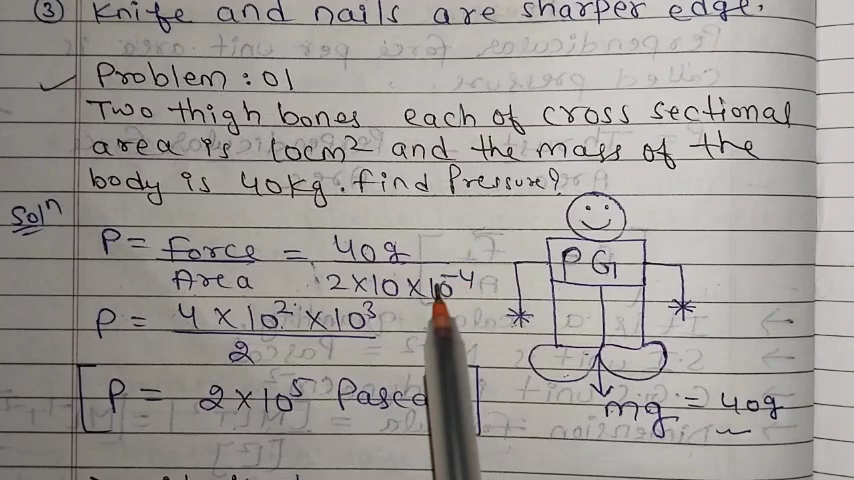 ③ Knife and nails are sharper edge.
Problem : 01
Two thigh bones each of cross sectional
area is 10cm² and the mass of the
body is 40kg. find Pressure?
Solⁿ
P = Force / Area = 40g / 2×10×10⁻⁴
P = 4 × 10² × 10³ / 2
P = 2×10⁵
PG
mg = 40g